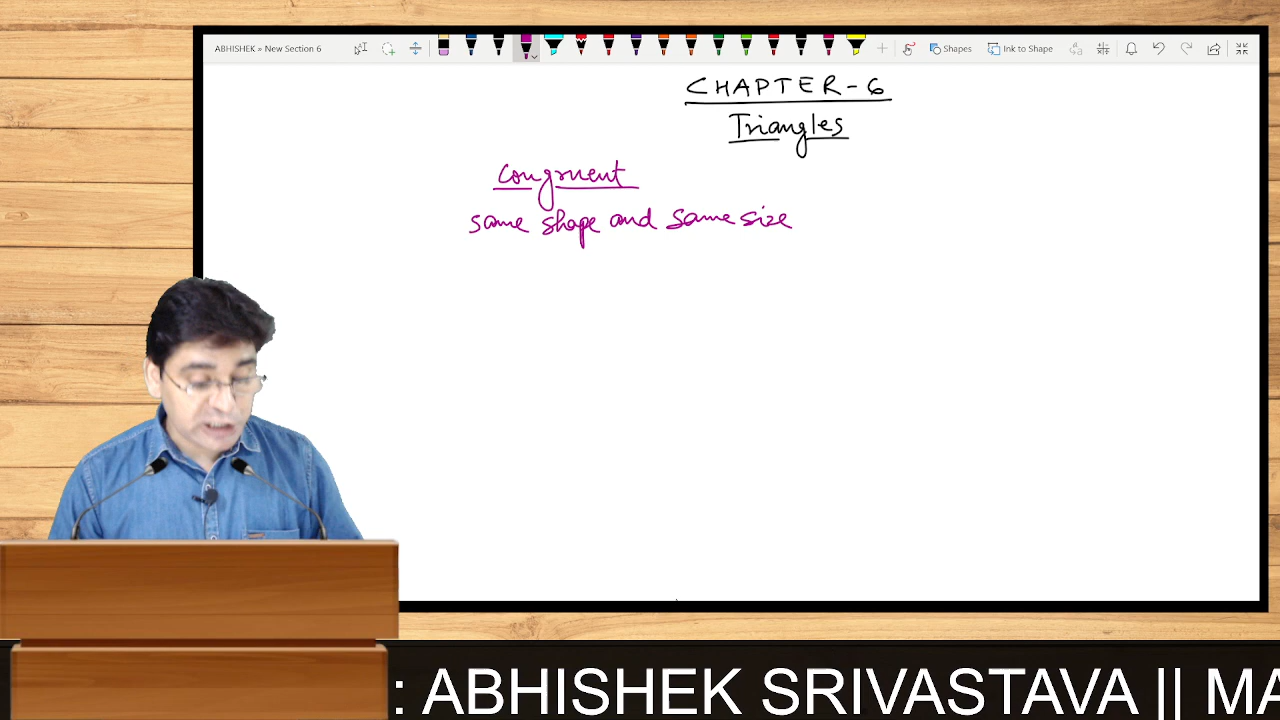 ABHISHEK » New Section 6
Shapes
Ink to Shape
CHAPTER-6
Triangles
congruent
same shape and same size
: ABHISHEK SRIVASTAVA || MA